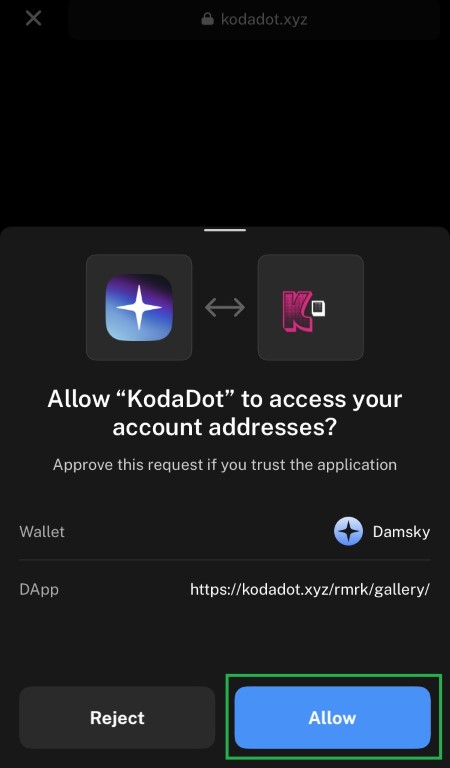 kodadot.xyz
K
Allow “KodaDot” to access your
account addresses?
Approve this request if you trust the application
Wallet Damsky
DApp https://kodadot.xyz/rmrk/gallery/
Reject Allow